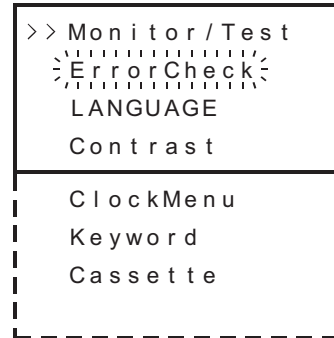 >> Monitor/Test
ErrorCheck
LANGUAGE
Contrast
ClockMenu
Keyword
Cassette